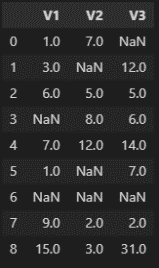 V1 V2 V3
0 1.0 7.0 NaN
1 3.0 NaN 12.0
2 6.0 5.0 5.0
3 NaN 8.0 6.0
4 7.0 12.0 14.0
5 1.0 NaN 7.0
6 NaN NaN NaN
7 9.0 2.0 2.0
8 15.0 3.0 31.0